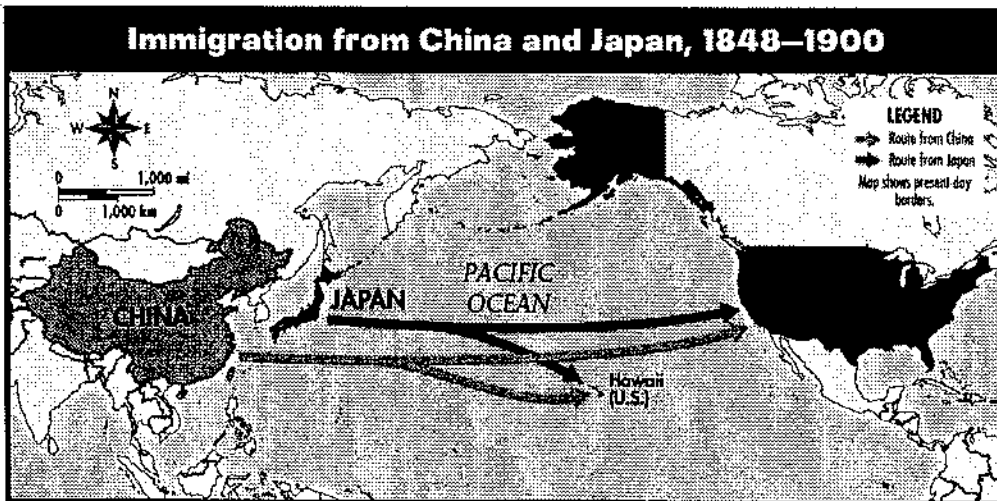 Immigration from China and Japan, 1848–1900
N
W E
S
0 1,000 mi
0 1,000 km
LEGEND
Route from China
Route from Japan
Map shows present-day
borders.
PACIFIC
OCEAN
JAPAN
CHINA
Hawaii
(U.S.)